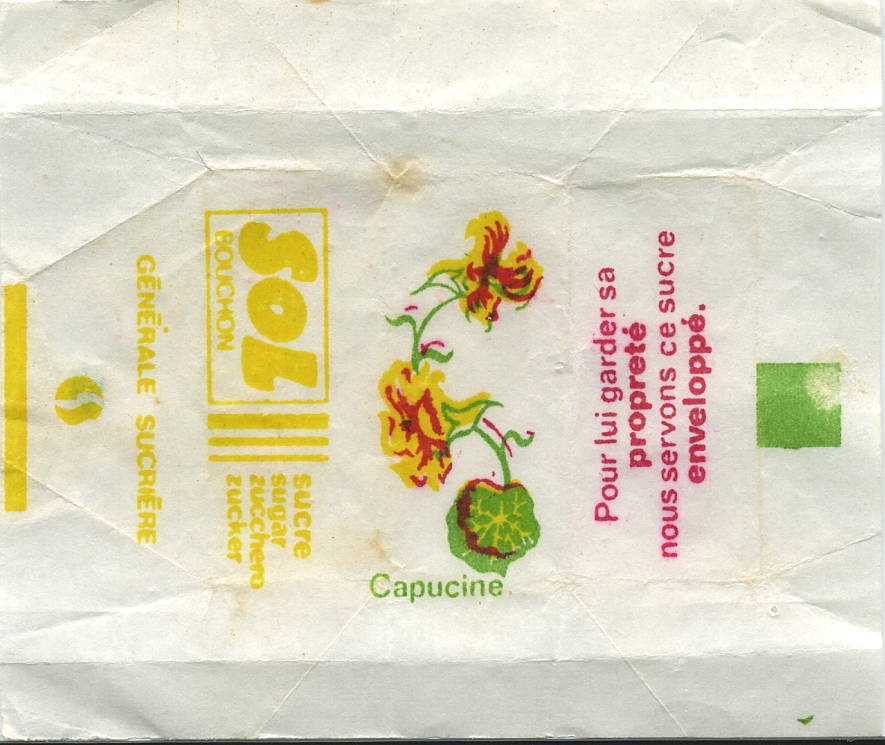 GÉNÉRALE SUCRIÈRE
SOL
BOUCHON
sucre
sugar
zucchero
zucker
Capucine
Pour lui garder sa
propreté
nous servons ce sucre
enveloppé.